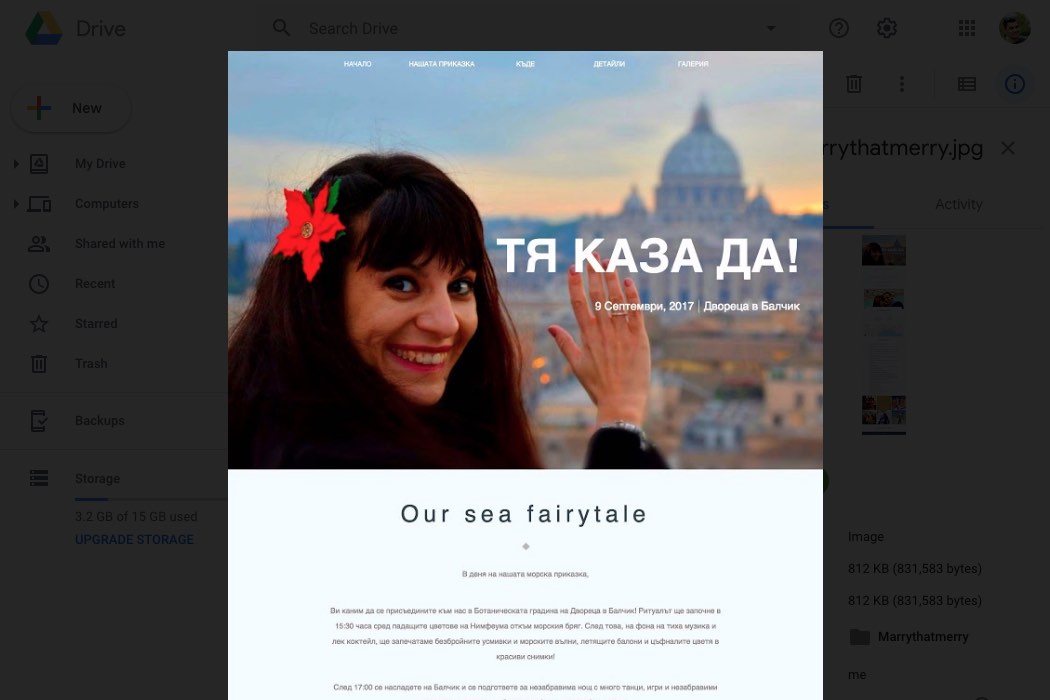 Drive
Search Drive
New
My Drive
Computers
Shared with me
Recent
Starred
Trash
Backups
Storage
3.2 GB of 15 GB used
UPGRADE STORAGE
НАЧАЛО НАШАТА ПРИКАЗКА КЪДЕ ДЕТАЙЛИ ГАЛЕРИЯ
ТЯ КАЗА ДА!
9 Септември, 2017 | Двореца в Балчик
Our sea fairytale
В деня на нашата морска приказка,
Ви каним да се присъедините към нас в Ботаническата градина на Двореца в Балчик! Ритуалът ще започне в
15:30 часа сред падащите цветове на Нимфеума откъм морския бряг. След това, на фона на тиха музика и
лек коктейл, ще запечатаме безбройните усмивки и морските вълни, летящите балони и цъфналите цветя в
красиви снимки!
След 17:00 се насладете на Балчик и се подгответе за незабравима нощ с много танци, игри и незабравими
rrythatmerry.jpg
s
Activity
Image
812 KB (831,583 bytes)
812 KB (831,583 bytes)
Marrythatmerry
me